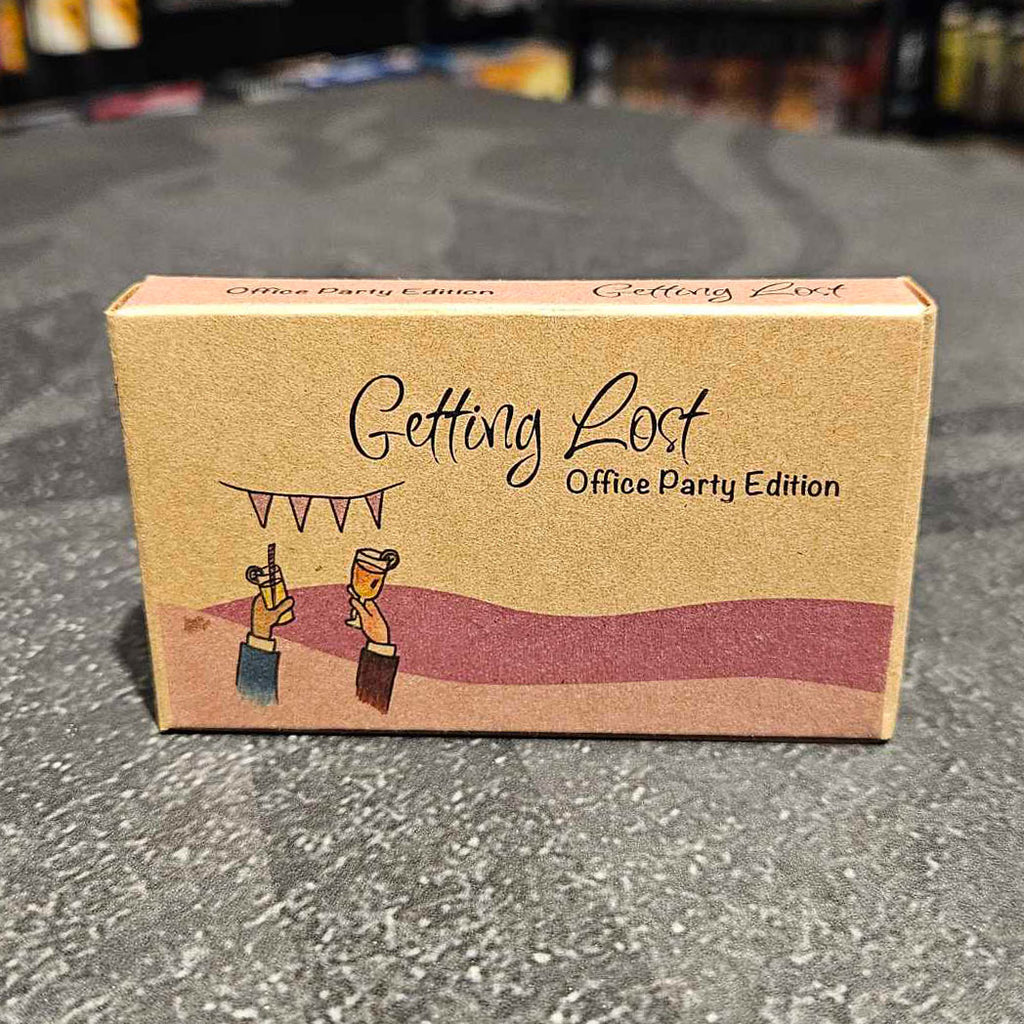 Office Party Edition Getting Lost
Getting Lost
Office Party Edition